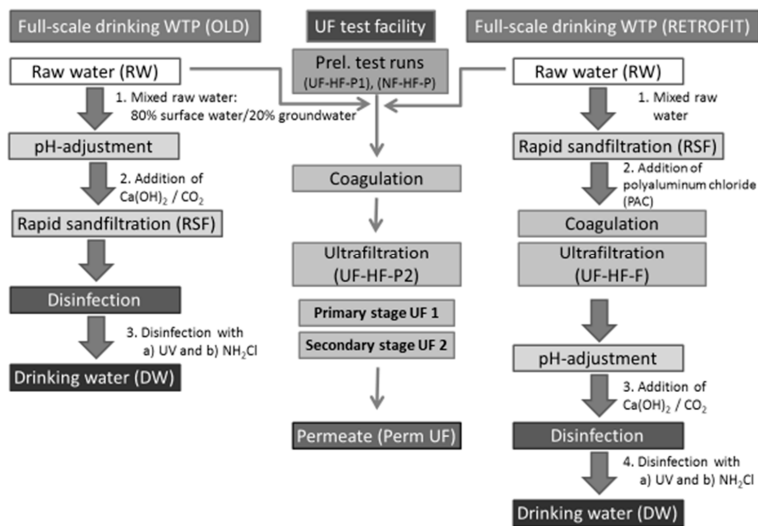 Full-scale drinking WTP (OLD)
Raw water (RW)
1. Mixed raw water:
80% surface water/20% groundwater
pH-adjustment
2. Addition of
Ca(OH)2 / CO2
Rapid sandfiltration (RSF)
Disinfection
3. Disinfection with
a) UV and b) NH2Cl
Drinking water (DW)
UF test facility
Prel. test runs
(UF-HF-P1), (NF-HF-P)
Coagulation
Ultrafiltration
(UF-HF-P2)
Primary stage UF 1
Secondary stage UF 2
Permeate (Perm UF)
Full-scale drinking WTP (RETROFIT)
Raw water (RW)
1. Mixed raw
water
Rapid sandfiltration (RSF)
2. Addition of
polyaluminum chloride
(PAC)
Coagulation
Ultrafiltration
(UF-HF-F)
pH-adjustment
3. Addition of
Ca(OH)2 / CO2
Disinfection
4. Disinfection with
a) UV and b) NH2Cl
Drinking water (DW)